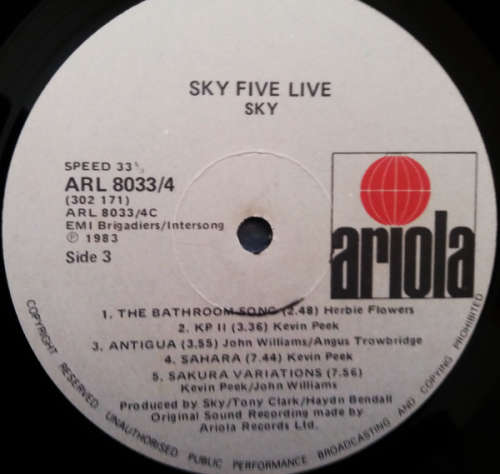 SKY FIVE LIVE
SKY
SPEED 33⅓
ARL 8033/4
(302 171)
ARL 8033/4C
EMI Brigadiers/Intersong
℗ 1983
Side 3
ariola
1. THE BATHROOM SONG (2.48) Herbie Flowers
2. KP II (3.36) Kevin Peek
3. ANTIGUA (3.55) John Williams/Angus Trowbridge
4. SAHARA (7.44) Kevin Peek
5. SAKURA VARIATIONS (7.56)
Kevin Peek/John Williams
Produced by Sky/Tony Clark/Haydn Bendall
Original Sound Recording made by
Ariola Records Ltd.
COPYRIGHT RESERVED. UNAUTHORISED PUBLIC PERFORMANCE BROADCASTING AND COPYING PROHIBITED